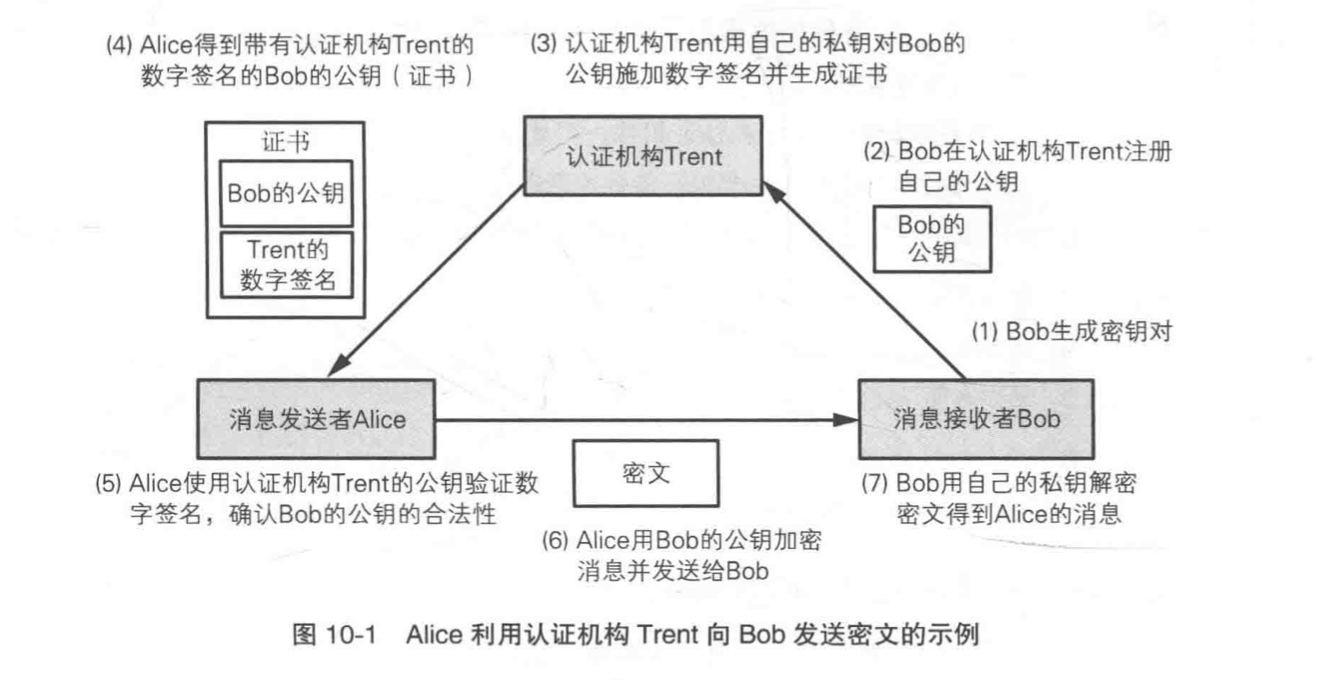 (4) Alice得到带有认证机构Trent的
数字签名的Bob的公钥（证书）
(3) 认证机构Trent用自己的私钥对Bob的
公钥施加数字签名并生成证书
证书
Bob的公钥
Trent的
数字签名
认证机构Trent
(2) Bob在认证机构Trent注册
自己的公钥
Bob的
公钥
(1) Bob生成密钥对
消息发送者Alice
消息接收者Bob
(5) Alice使用认证机构Trent的公钥验证数
字签名，确认Bob的公钥的合法性
密文
(6) Alice用Bob的公钥加密
消息并发送给Bob
(7) Bob用自己的私钥解密
密文得到Alice的消息
图 10-1 Alice 利用认证机构 Trent 向 Bob 发送密文的示例